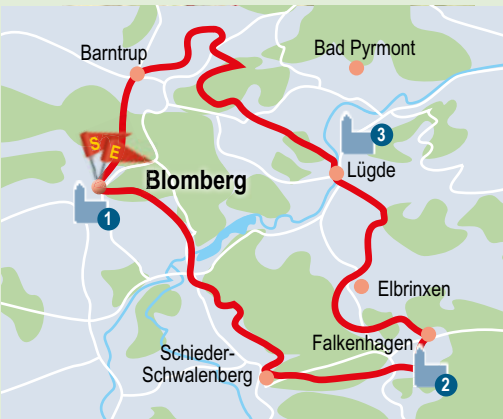 Barntrup
Bad Pyrmont
S E
3
Blomberg
Lügde
1
Elbrinxen
Falkenhagen
Schieder-
Schwalenberg
2